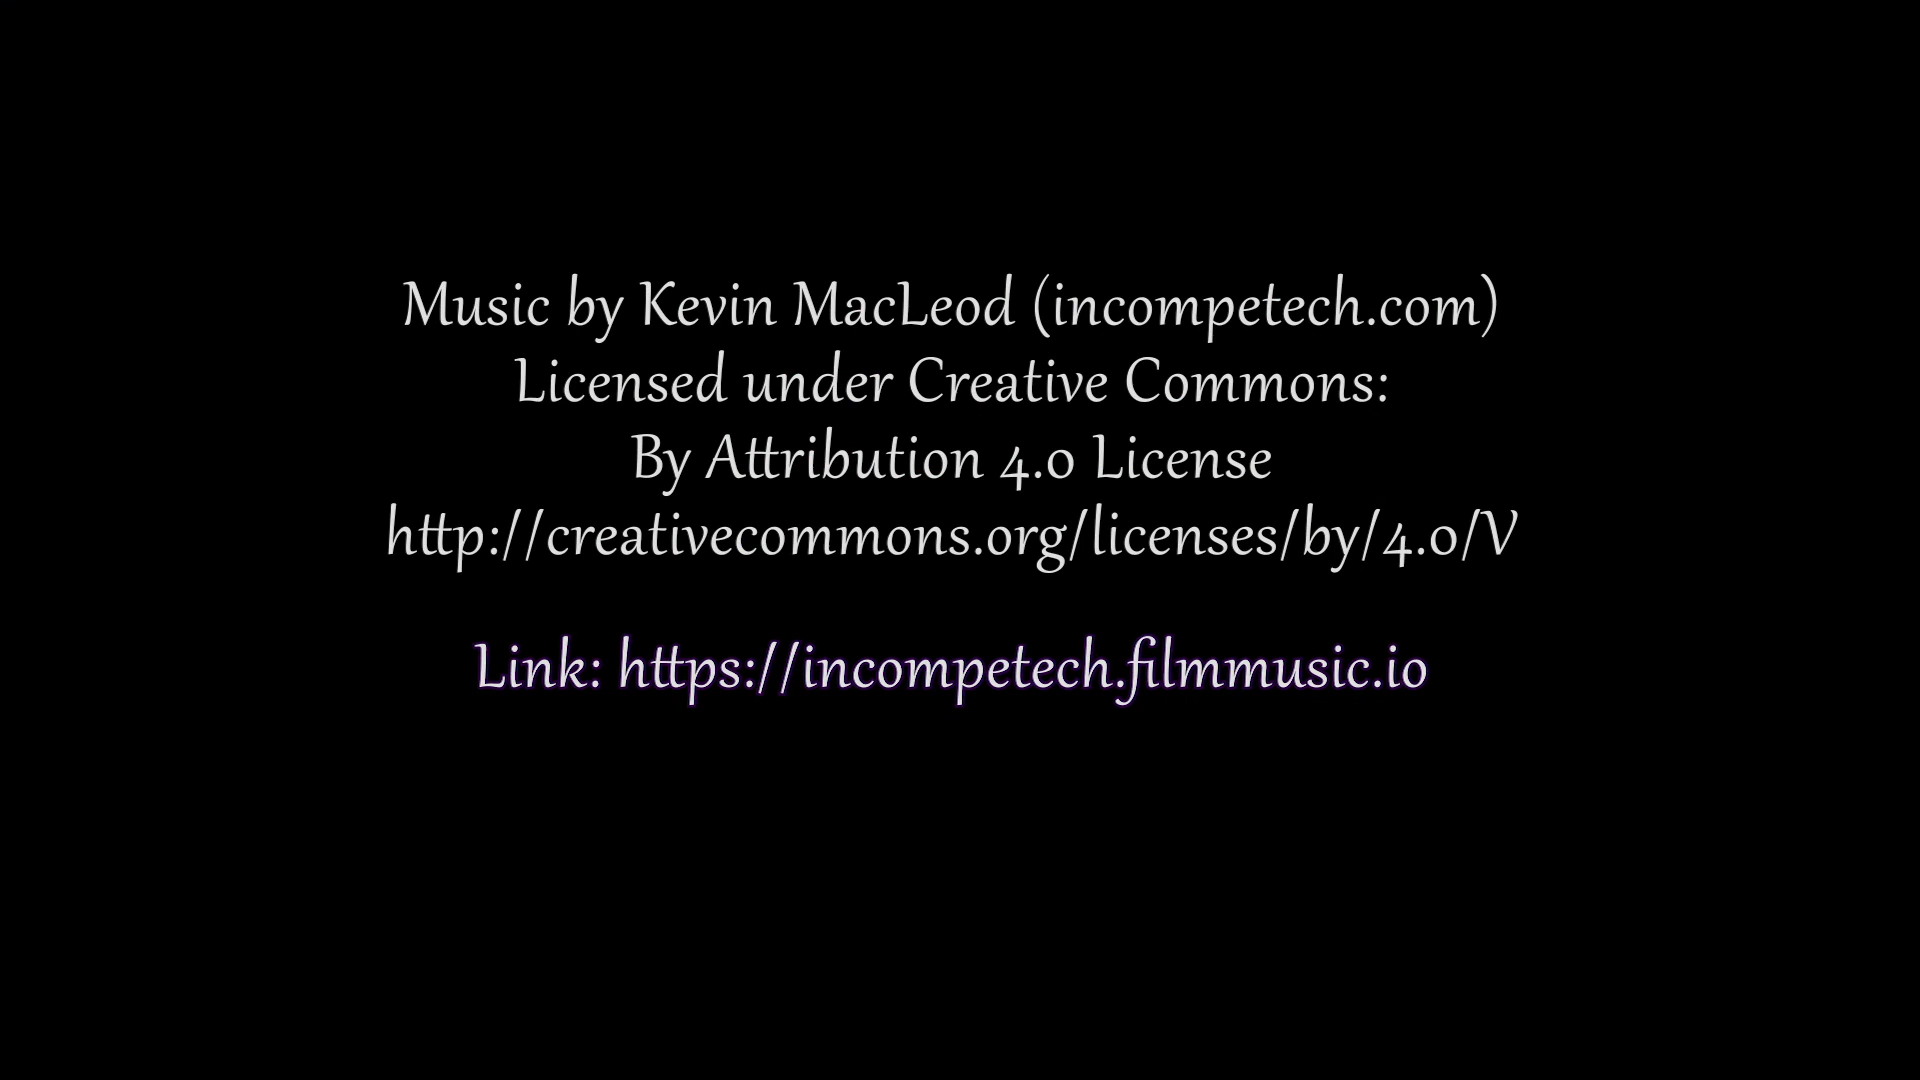 Music by Kevin MacLeod (incompetech.com)
Licensed under Creative Commons:
By Attribution 4.0 License
http://creativecommons.org/licenses/by/4.0/V
Link: https://incompetech.filmmusic.io